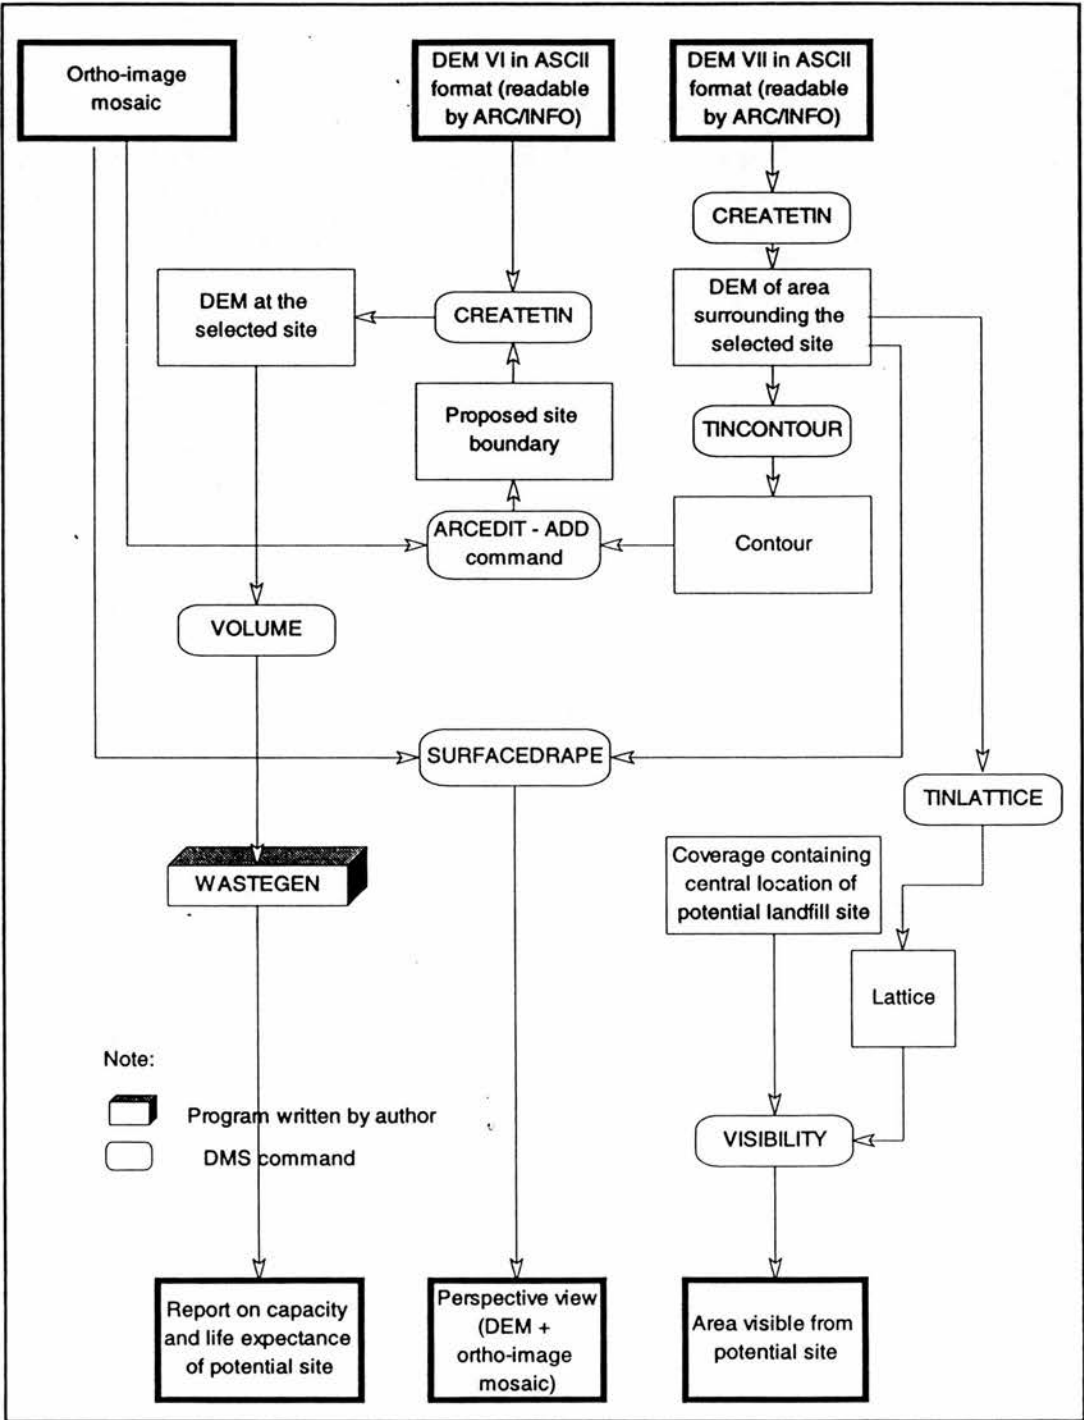 Ortho-image
mosaic
DEM VI in ASCII
format (readable
by ARC/INFO)
DEM VII in ASCII
format (readable
by ARC/INFO)
CREATETIN
DEM at the
selected site
CREATETIN
DEM of area
surrounding the
selected site
Proposed site
boundary
TINCONTOUR
ARCEDIT - ADD
command
Contour
VOLUME
SURFACEDRAPE
TINLATTICE
WASTEGEN
Coverage containing
central location of
potential landfill site
Lattice
Note:
Program written by author
DMS command
VISIBILITY
Report on capacity
and life expectance
of potential site
Perspective view
(DEM +
ortho-image
mosaic)
Area visible from
potential site